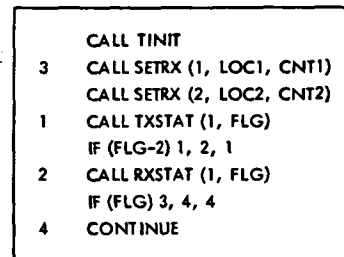 CALL TINIT
3 CALL SETRX (1, LOC1, CNT1)
CALL SETRX (2, LOC2, CNT2)
1 CALL TXSTAT (1, FLG)
IF (FLG-2) 1, 2, 1
2 CALL RXSTAT (1, FLG)
IF (FLG) 3, 4, 4
4 CONTINUE